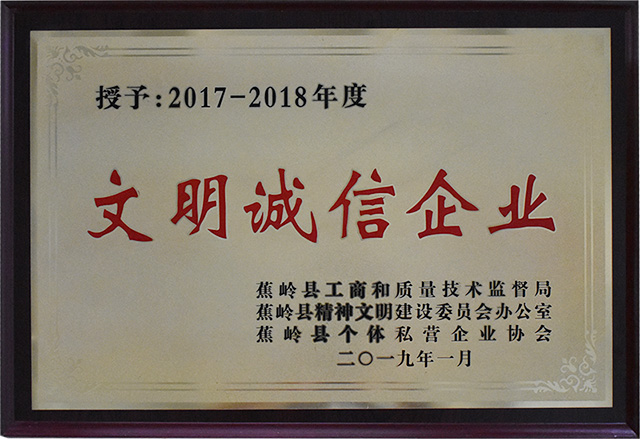 授予:2017-2018年度
文明诚信企业
蕉岭县工商和质量技术监督局
蕉岭县精神文明建设委员会办公室
蕉岭县个体私营企业协会
二〇一九年一月